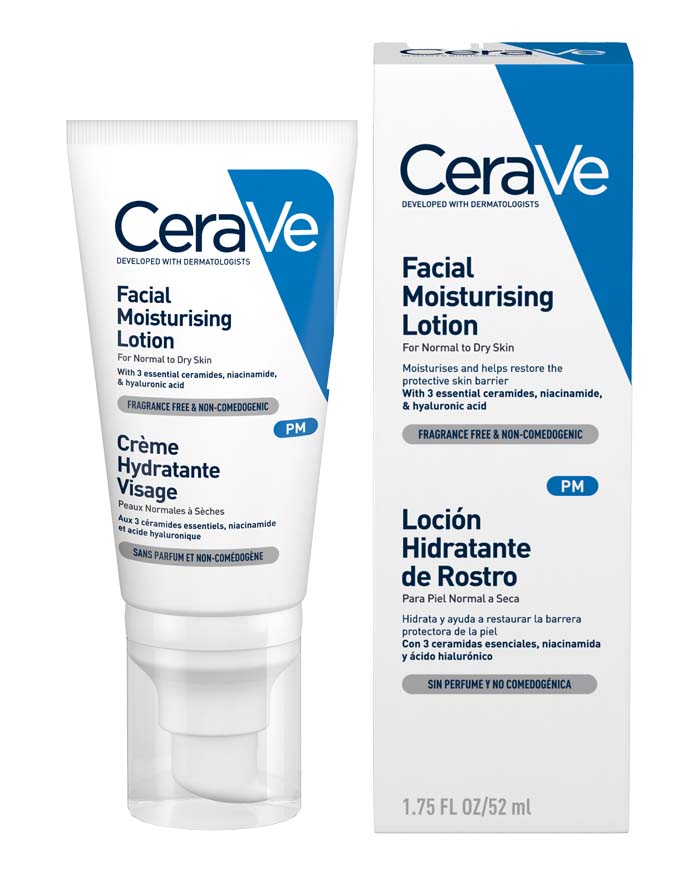 CeraVe
DEVELOPED WITH DERMATOLOGISTS
Facial
Moisturising
Lotion
For Normal to Dry Skin
With 3 essential ceramides, niacinamide,
& hyaluronic acid
FRAGRANCE FREE & NON-COMEDOGENIC
PM
Crème
Hydratante
Visage
Peaux Normales à Sèches
Aux 3 céramides essentiels, niacinamide
et acide hyaluronique
SANS PARFUM ET NON-COMÉDOGÈNE
CeraVe
DEVELOPED WITH DERMATOLOGISTS
CeraVe
DEVELOPED WITH DERMATOLOGISTS
Facial
Moisturising
Lotion
For Normal to Dry Skin
Moisturises and helps restore the
protective skin barrier
With 3 essential ceramides, niacinamide,
& hyaluronic acid
FRAGRANCE FREE & NON-COMEDOGENIC
PM
Loción
Hidratante
de Rostro
Para Piel Normal a Seca
Hidrata y ayuda a restaurar la barrera
protectora de la piel
Con 3 ceramidas esenciales, niacinamida
y ácido hialurónico
SIN PERFUME Y NO COMEDOGÉNICA
1.75 FL OZ/52 ml